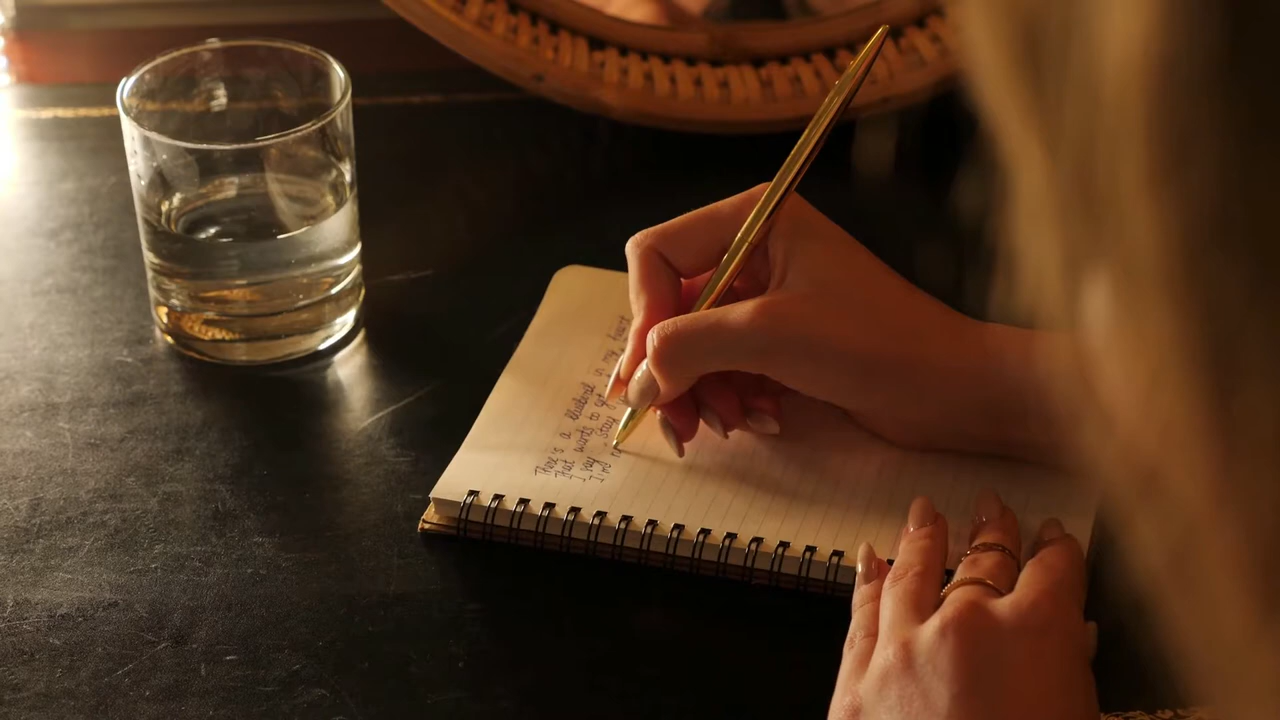 There's a bluebird in my heart
That wants to get
I say, Stay
I'm